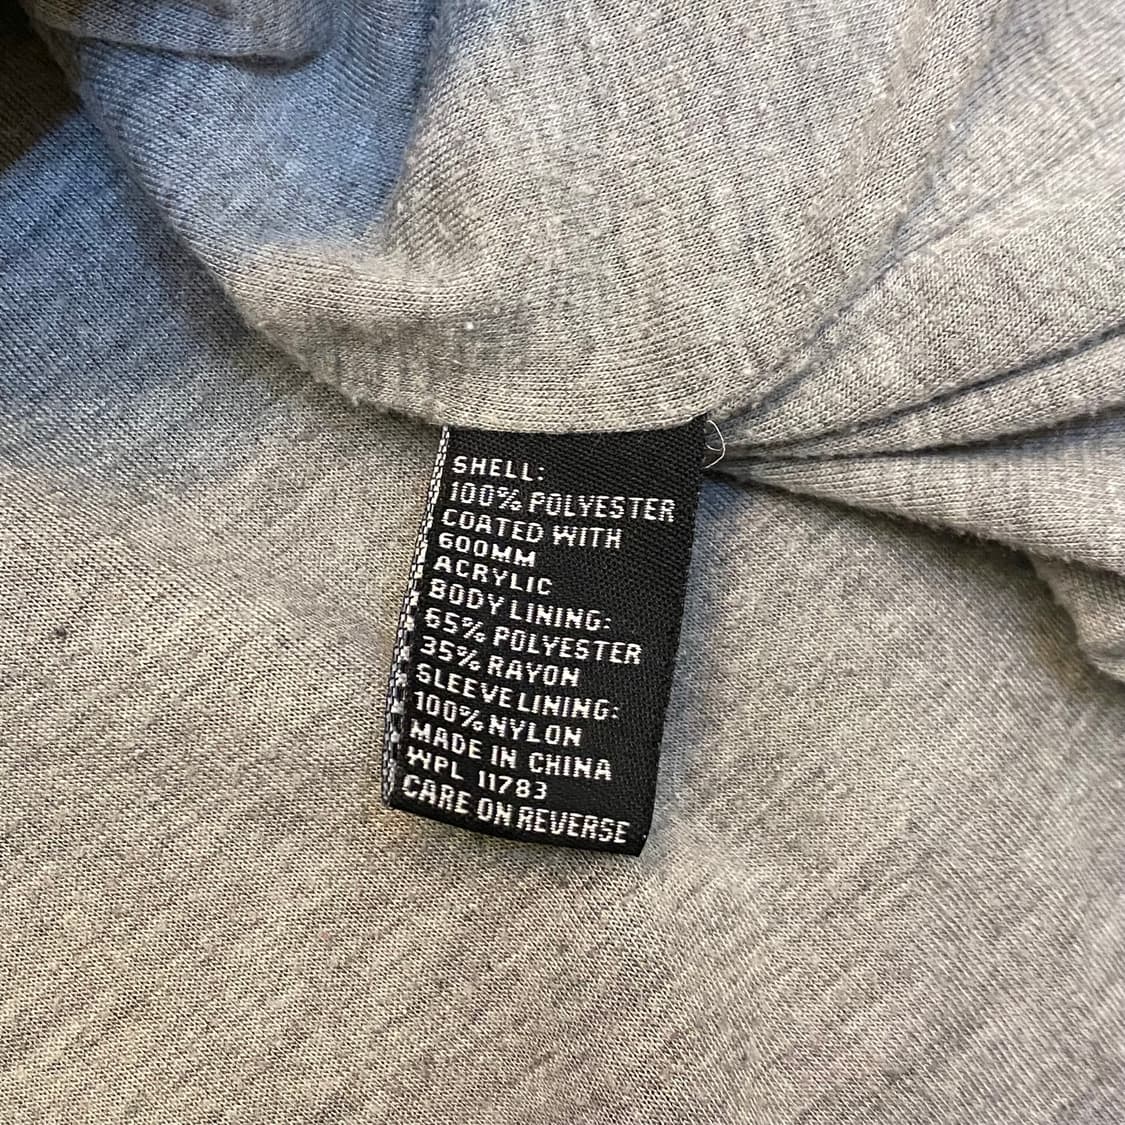 SHELL:
100% POLYESTER
COATED WITH
600MM
ACRYLIC
BODY LINING:
65% POLYESTER
35% RAYON
SLEEVE LINING:
100% NYLON
MADE IN CHINA
WPL 11783
CARE ON REVERSE